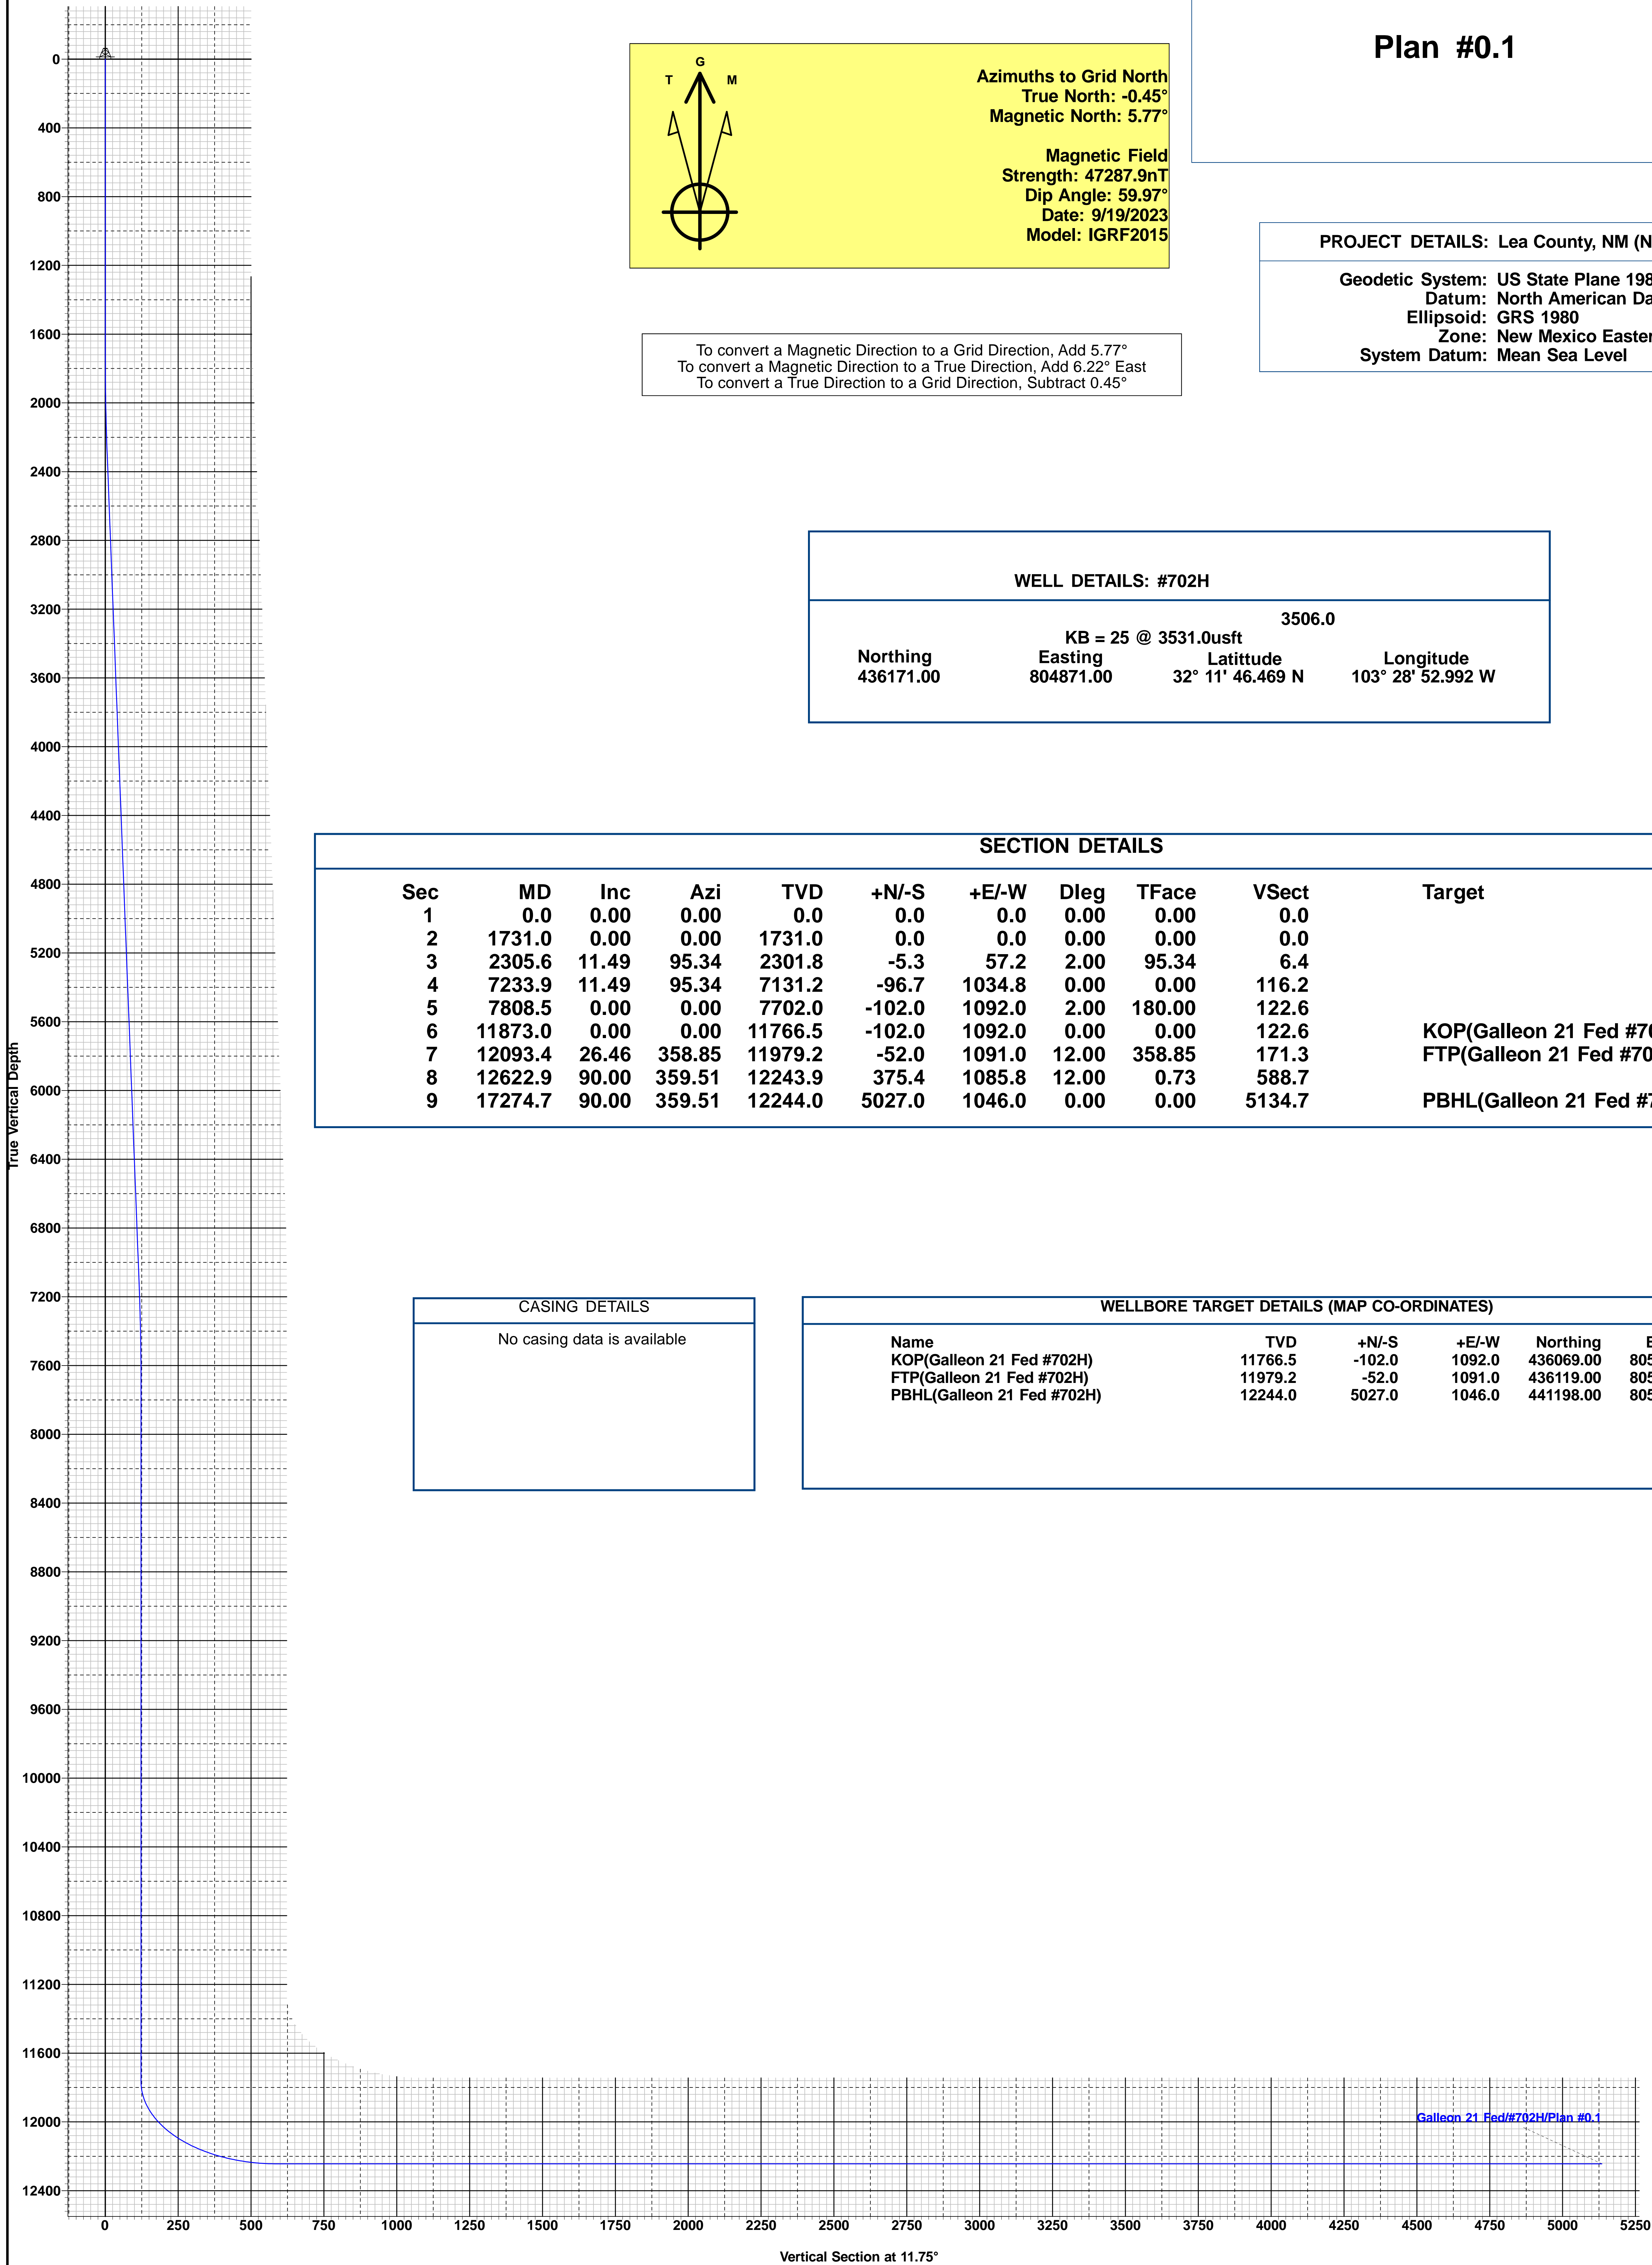 Plan #0.1
T G M
Azimuths to Grid North
True North: -0.45°
Magnetic North: 5.77°
Magnetic Field
Strength: 47287.9nT
Dip Angle: 59.97°
Date: 9/19/2023
Model: IGRF2015
PROJECT DETAILS: Lea County, NM (N
Geodetic System: US State Plane 198
Datum: North American Da
Ellipsoid: GRS 1980
Zone: New Mexico Easter
System Datum: Mean Sea Level
To convert a Magnetic Direction to a Grid Direction, Add 5.77°
To convert a Magnetic Direction to a True Direction, Add 6.22° East
To convert a True Direction to a Grid Direction, Subtract 0.45°
WELL DETAILS: #702H
3506.0
KB = 25 @ 3531.0usft
Northing Easting Latittude Longitude
436171.00 804871.00 32° 11' 46.469 N 103° 28' 52.992 W
SECTION DETAILS
Sec MD Inc Azi TVD +N/-S +E/-W Dleg TFace VSect Target
1 0.0 0.00 0.00 0.0 0.0 0.0 0.00 0.00 0.0
2 1731.0 0.00 0.00 1731.0 0.0 0.0 0.00 0.00 0.0
3 2305.6 11.49 95.34 2301.8 -5.3 57.2 2.00 95.34 6.4
4 7233.9 11.49 95.34 7131.2 -96.7 1034.8 0.00 0.00 116.2
5 7808.5 0.00 0.00 7702.0 -102.0 1092.0 2.00 180.00 122.6
6 11873.0 0.00 0.00 11766.5 -102.0 1092.0 0.00 0.00 122.6 KOP(Galleon 21 Fed #70
7 12093.4 26.46 358.85 11979.2 -52.0 1091.0 12.00 358.85 171.3 FTP(Galleon 21 Fed #70
8 12622.9 90.00 359.51 12243.9 375.4 1085.8 12.00 0.73 588.7
9 17274.7 90.00 359.51 12244.0 5027.0 1046.0 0.00 0.00 5134.7 PBHL(Galleon 21 Fed #7
CASING DETAILS
No casing data is available
WELLBORE TARGET DETAILS (MAP CO-ORDINATES)
Name TVD +N/-S +E/-W Northing E
KOP(Galleon 21 Fed #702H) 11766.5 -102.0 1092.0 436069.00 805
FTP(Galleon 21 Fed #702H) 11979.2 -52.0 1091.0 436119.00 805
PBHL(Galleon 21 Fed #702H) 12244.0 5027.0 1046.0 441198.00 805
True Vertical Depth
0
400
800
1200
1600
2000
2400
2800
3200
3600
4000
4400
4800
5200
5600
6000
6400
6800
7200
7600
8000
8400
8800
9200
9600
10000
10400
10800
11200
11600
12000
12400
Galleon 21 Fed/#702H/Plan #0.1
0 250 500 750 1000 1250 1500 1750 2000 2250 2500 2750 3000 3250 3500 3750 4000 4250 4500 4750 5000 5250
Vertical Section at 11.75°